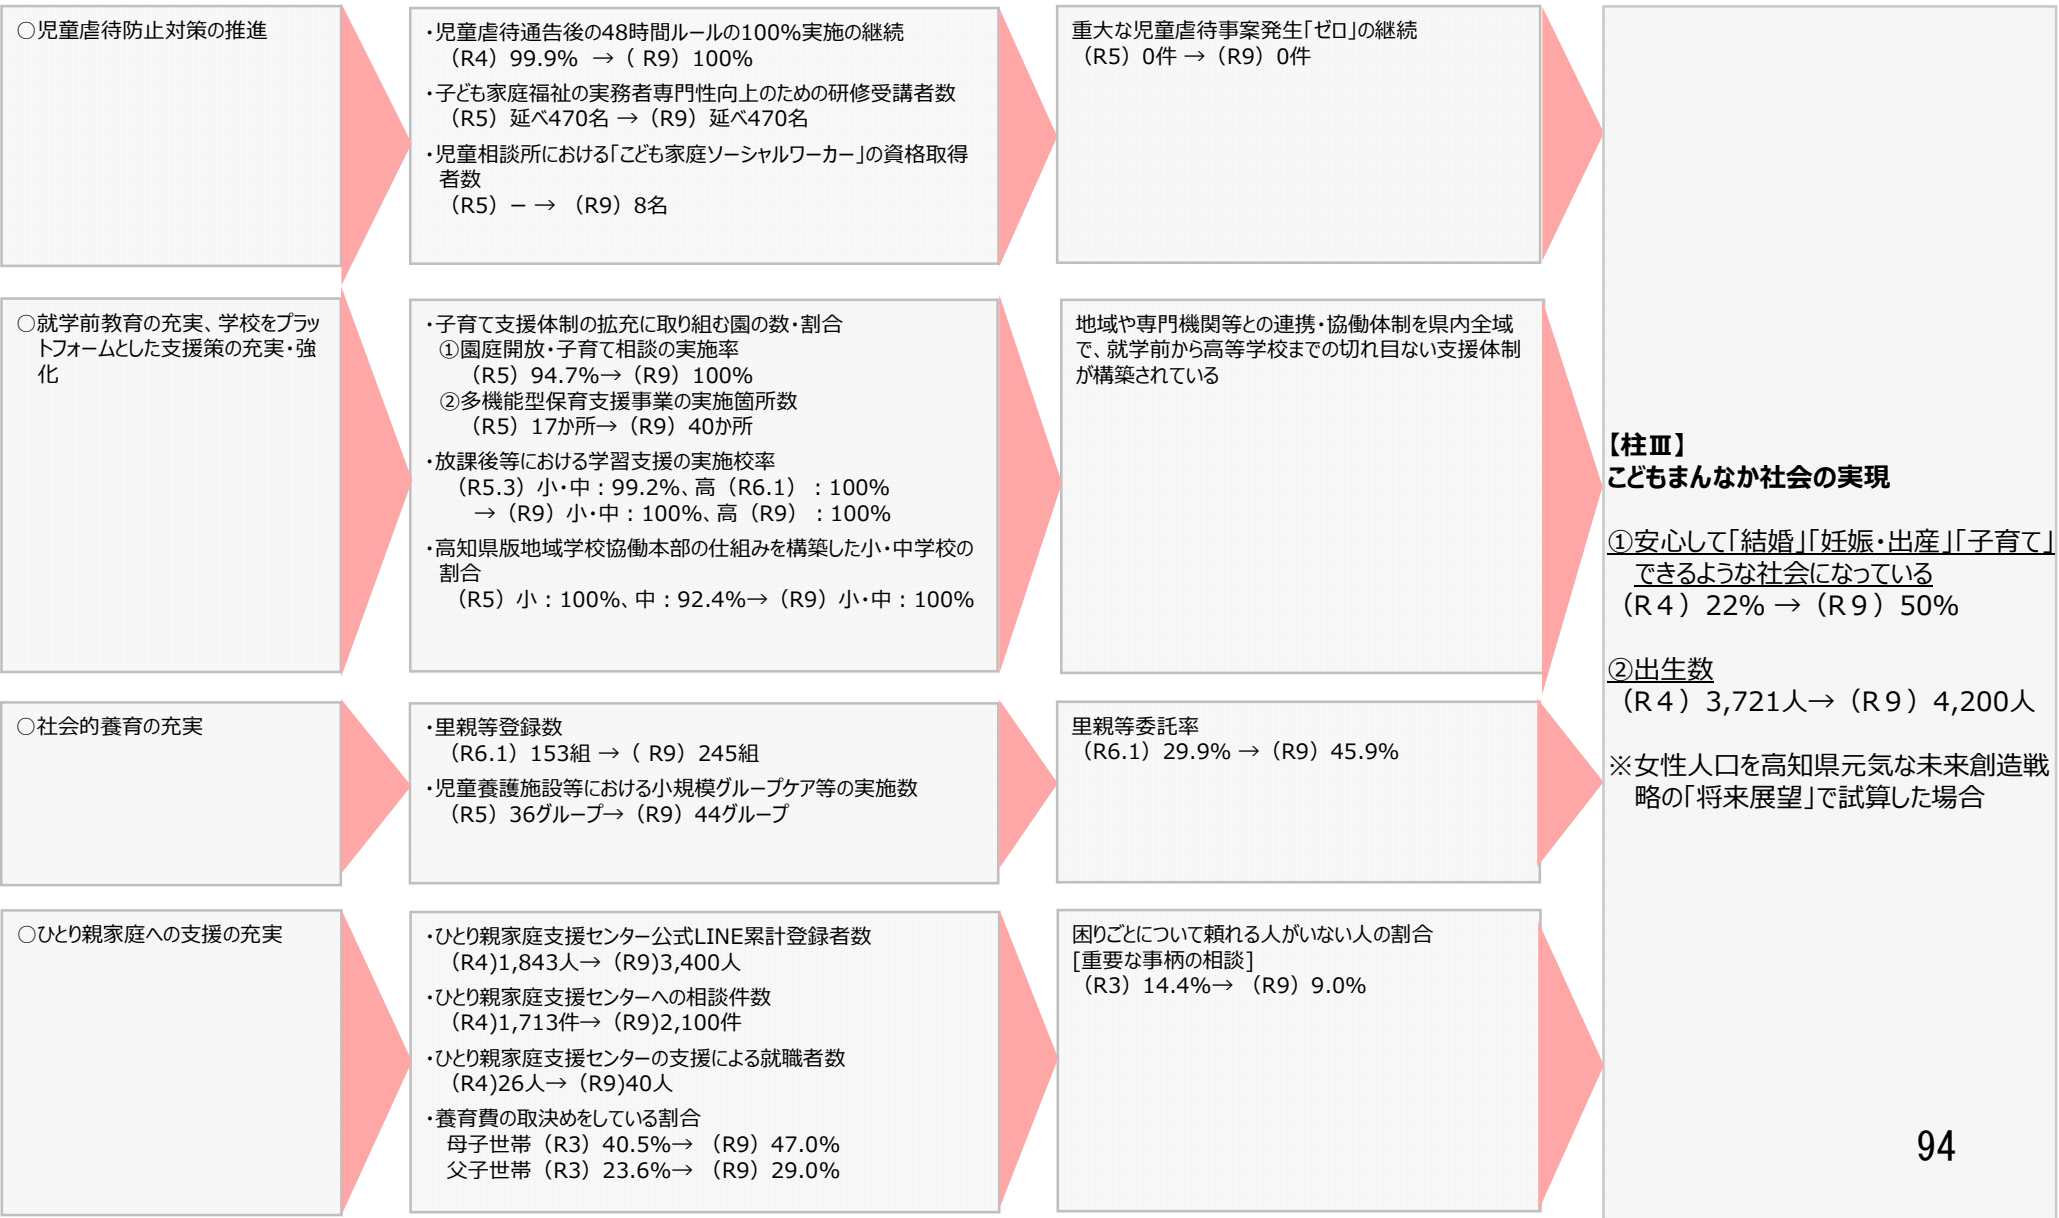 ○児童虐待防止対策の推進
・児童虐待通告後の48時間ルールの100%実施の継続
（R4）99.9% →（ R9）100%
・子ども家庭福祉の実務者専門性向上のための研修受講者数
（R5）延べ470名 →（R9）延べ470名
・児童相談所における「こども家庭ソーシャルワーカー」の資格取得
者数
（R5）－ → （R9）8名
重大な児童虐待事案発生「ゼロ」の継続
（R5）0件 →（R9）0件
○就学前教育の充実、学校をプラッ
トフォームとした支援策の充実・強
化
・子育て支援体制の拡充に取り組む園の数・割合
①園庭開放・子育て相談の実施率
（R5）94.7%→（R9）100%
②多機能型保育支援事業の実施箇所数
（R5）17か所→（R9）40か所
・放課後等における学習支援の実施校率
（R5.3）小・中：99.2%、高（R6.1）：100%
→（R9）小・中：100%、高（R9）：100%
・高知県版地域学校協働本部の仕組みを構築した小・中学校の
割合
（R5）小：100%、中：92.4%→（R9）小・中：100%
地域や専門機関等との連携・協働体制を県内全域
で、就学前から高等学校までの切れ目ない支援体制
が構築されている
○社会的養育の充実
・里親等登録数
（R6.1）153組 →（ R9）245組
・児童養護施設等における小規模グループケア等の実施数
（R5）36グループ→（R9）44グループ
里親等委託率
（R6.1）29.9% →（R9）45.9%
○ひとり親家庭への支援の充実
・ひとり親家庭支援センター公式LINE累計登録者数
（R4)1,843人→（R9)3,400人
・ひとり親家庭支援センターへの相談件数
（R4)1,713件→（R9)2,100件
・ひとり親家庭支援センターの支援による就職者数
（R4)26人→（R9)40人
・養育費の取決めをしている割合
母子世帯（R3）40.5%→ （R9）47.0%
父子世帯（R3）23.6%→ （R9）29.0%
困りごとについて頼れる人がいない人の割合
[重要な事柄の相談]
（R3）14.4%→ （R9）9.0%
【柱Ⅲ】
こどもまんなか社会の実現
①安心して「結婚」「妊娠・出産」「子育て」
できるような社会になっている
（R４）22% →（R９）50%
②出生数
（R４）3,721人→（R９）4,200人
※女性人口を高知県元気な未来創造戦
略の「将来展望」で試算した場合
94